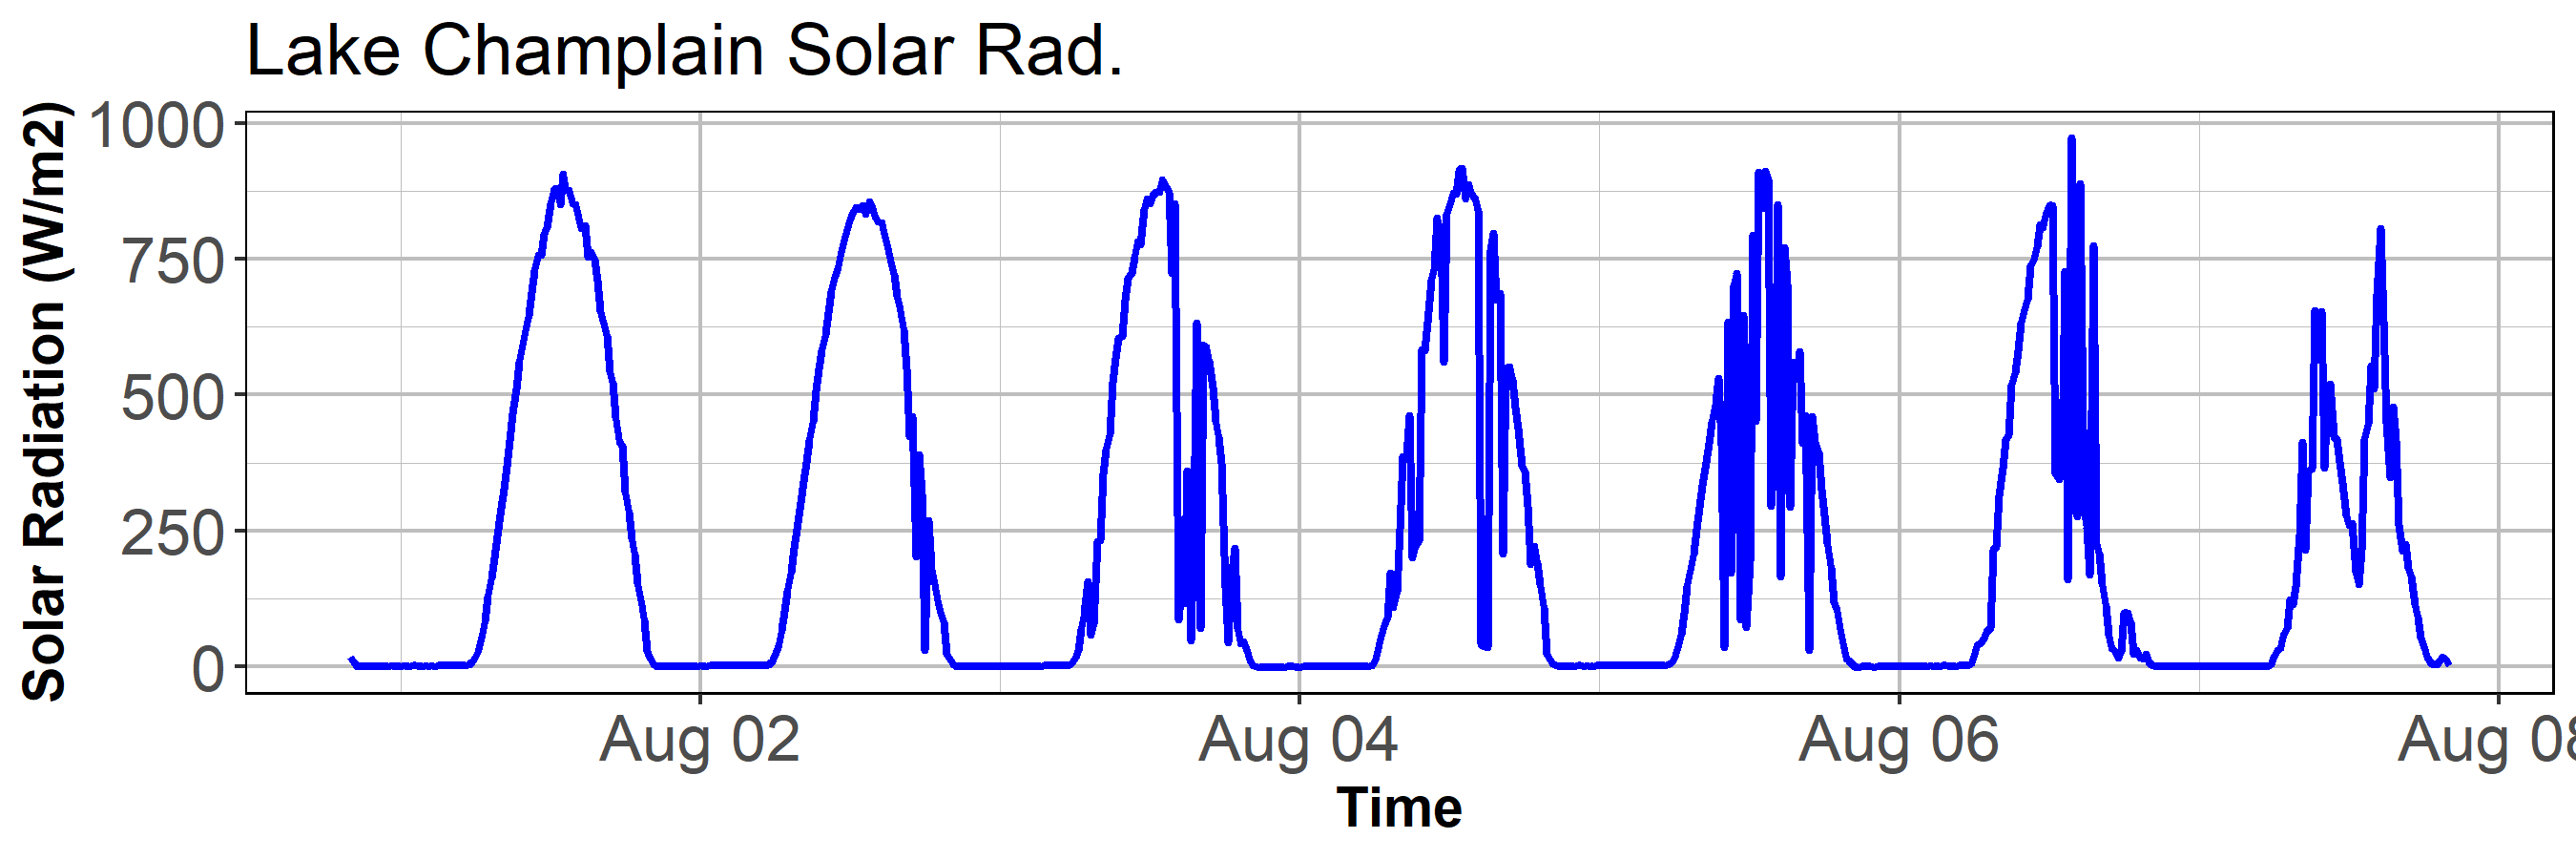 Lake Champlain Solar Rad.
Solar Radiation (W/m2)
1000
750
500
250
0
Aug 02
Aug 04
Aug 06
Aug 08
Time